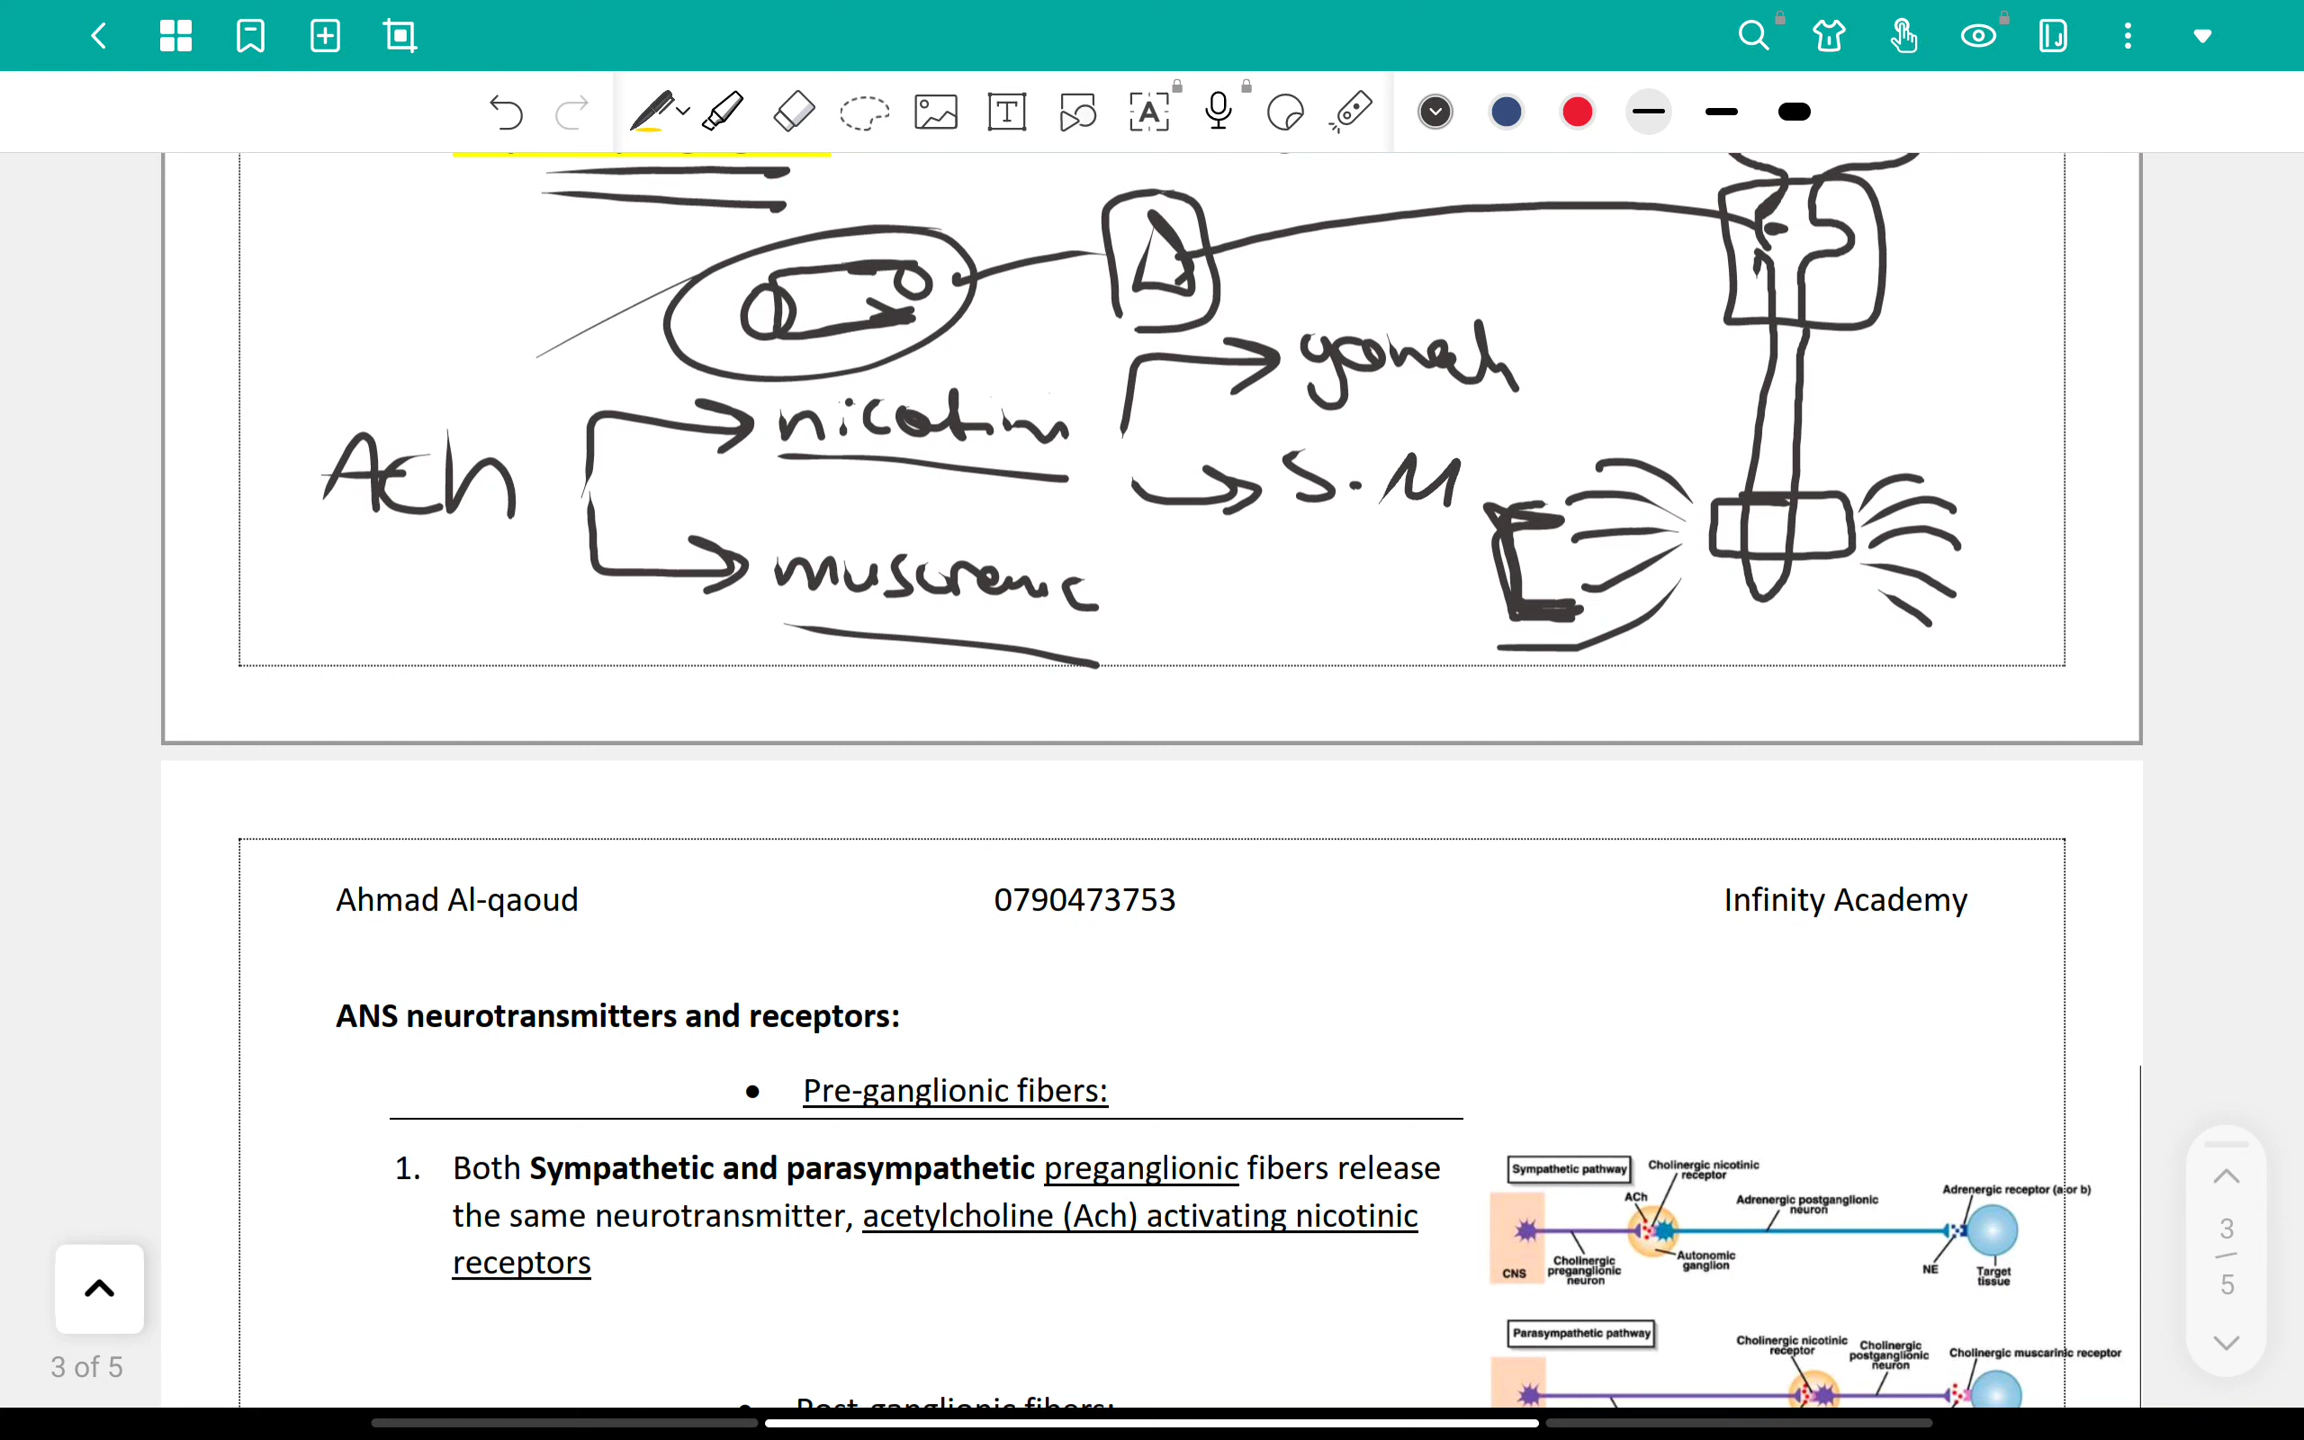 Ach
nicotin
muscrenic
S.M
Ahmad Al-qaoud 0790473753 Infinity Academy
ANS neurotransmitters and receptors:
• Pre-ganglionic fibers:
1. Both Sympathetic and parasympathetic preganglionic fibers release
the same neurotransmitter, acetylcholine (Ach) activating nicotinic
receptors
• Post-ganglionic fibers:
Sympathetic pathway
Cholinergic nicotinic
receptor
ACh
Adrenergic postganglionic
neuron
Adrenergic receptor (a or b)
CNS
Cholinergic
preganglionic
neuron
Autonomic
ganglion
NE
Target
tissue
Parasympathetic pathway
Cholinergic nicotinic
receptor
Cholinergic
postganglionic
neuron
Cholinergic muscarinic receptor
3 of 5
3
5